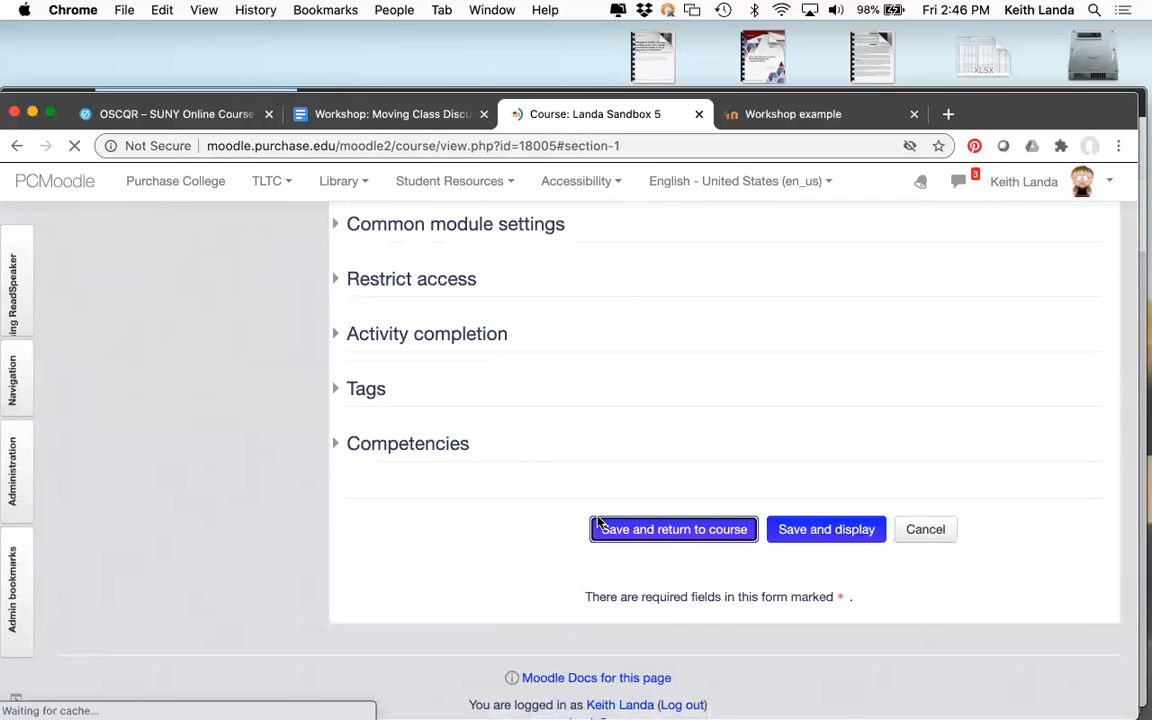 Chrome File Edit View History Bookmarks People Tab Window Help 98% Fri 2:46 PM Keith Landa
XLSX
OSCQR – SUNY Online Course Workshop: Moving Class Discu Course: Landa Sandbox 5 Workshop example
Not Secure moodle.purchase.edu/moodle2/course/view.php?id=18005#section-1
PCMoodle Purchase College TLTC Library Student Resources Accessibility English - United States (en_us) 3 Keith Landa
ing ReadSpeaker
Navigation
Administration
Admin bookmarks
Common module settings
Restrict access
Activity completion
Tags
Competencies
Save and return to course Save and display Cancel
There are required fields in this form marked * .
Moodle Docs for this page
You are logged in as Keith Landa (Log out)
Waiting for cache...